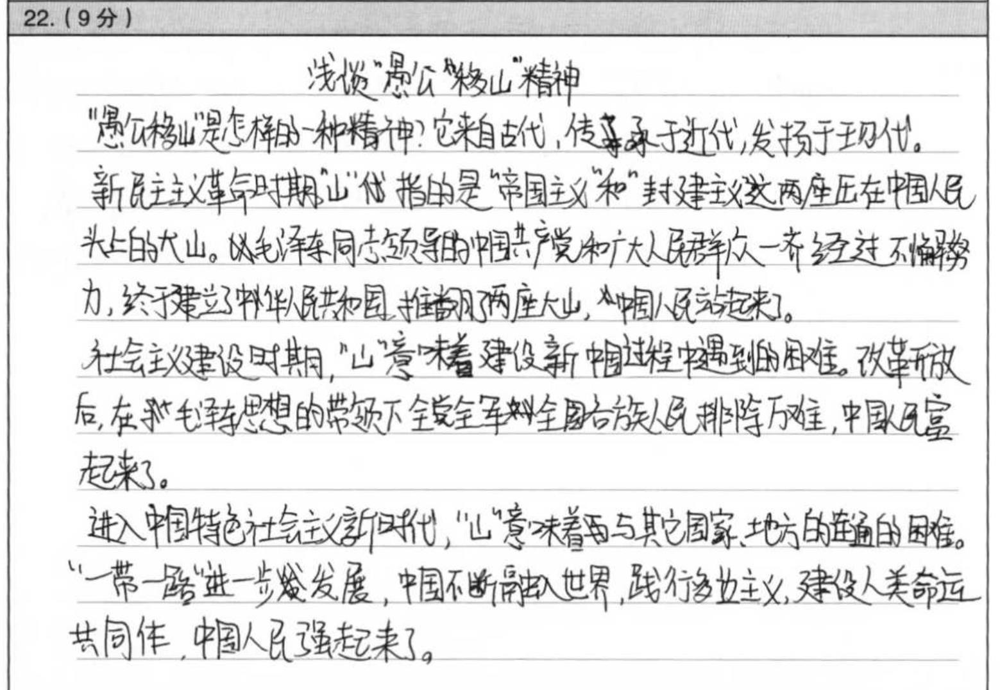 22.(9分)
浅谈"愚公"移山"精神
"愚公移山"是怎样的一种精神?它来自古代,传承于近代,发扬于现代。
新民主主义革命时期"山"代指的是"帝国主义"和"封建主义这两座压在中国人民
头上的大山。以毛泽东同志领导的中国共产党和广大人民群众一齐经过不懈努
力,终于建立了中华人民共和国,推翻了两座大山,中国人民站起来了。
社会主义建设时期,"山"意味着建设新中国过程中遇到的困难。改革开放
后,在毛泽东思想的带领下全党全军全国各族人民排除万难,中国人民富
起来了。
进入中国特色社会主义新时代,"山"意味着与其它国家、地方的连通的困难。
"一带一路"进一步发展,中国不断融入世界,践行多边主义,建设人类命运
共同体,中国人民强起来了。